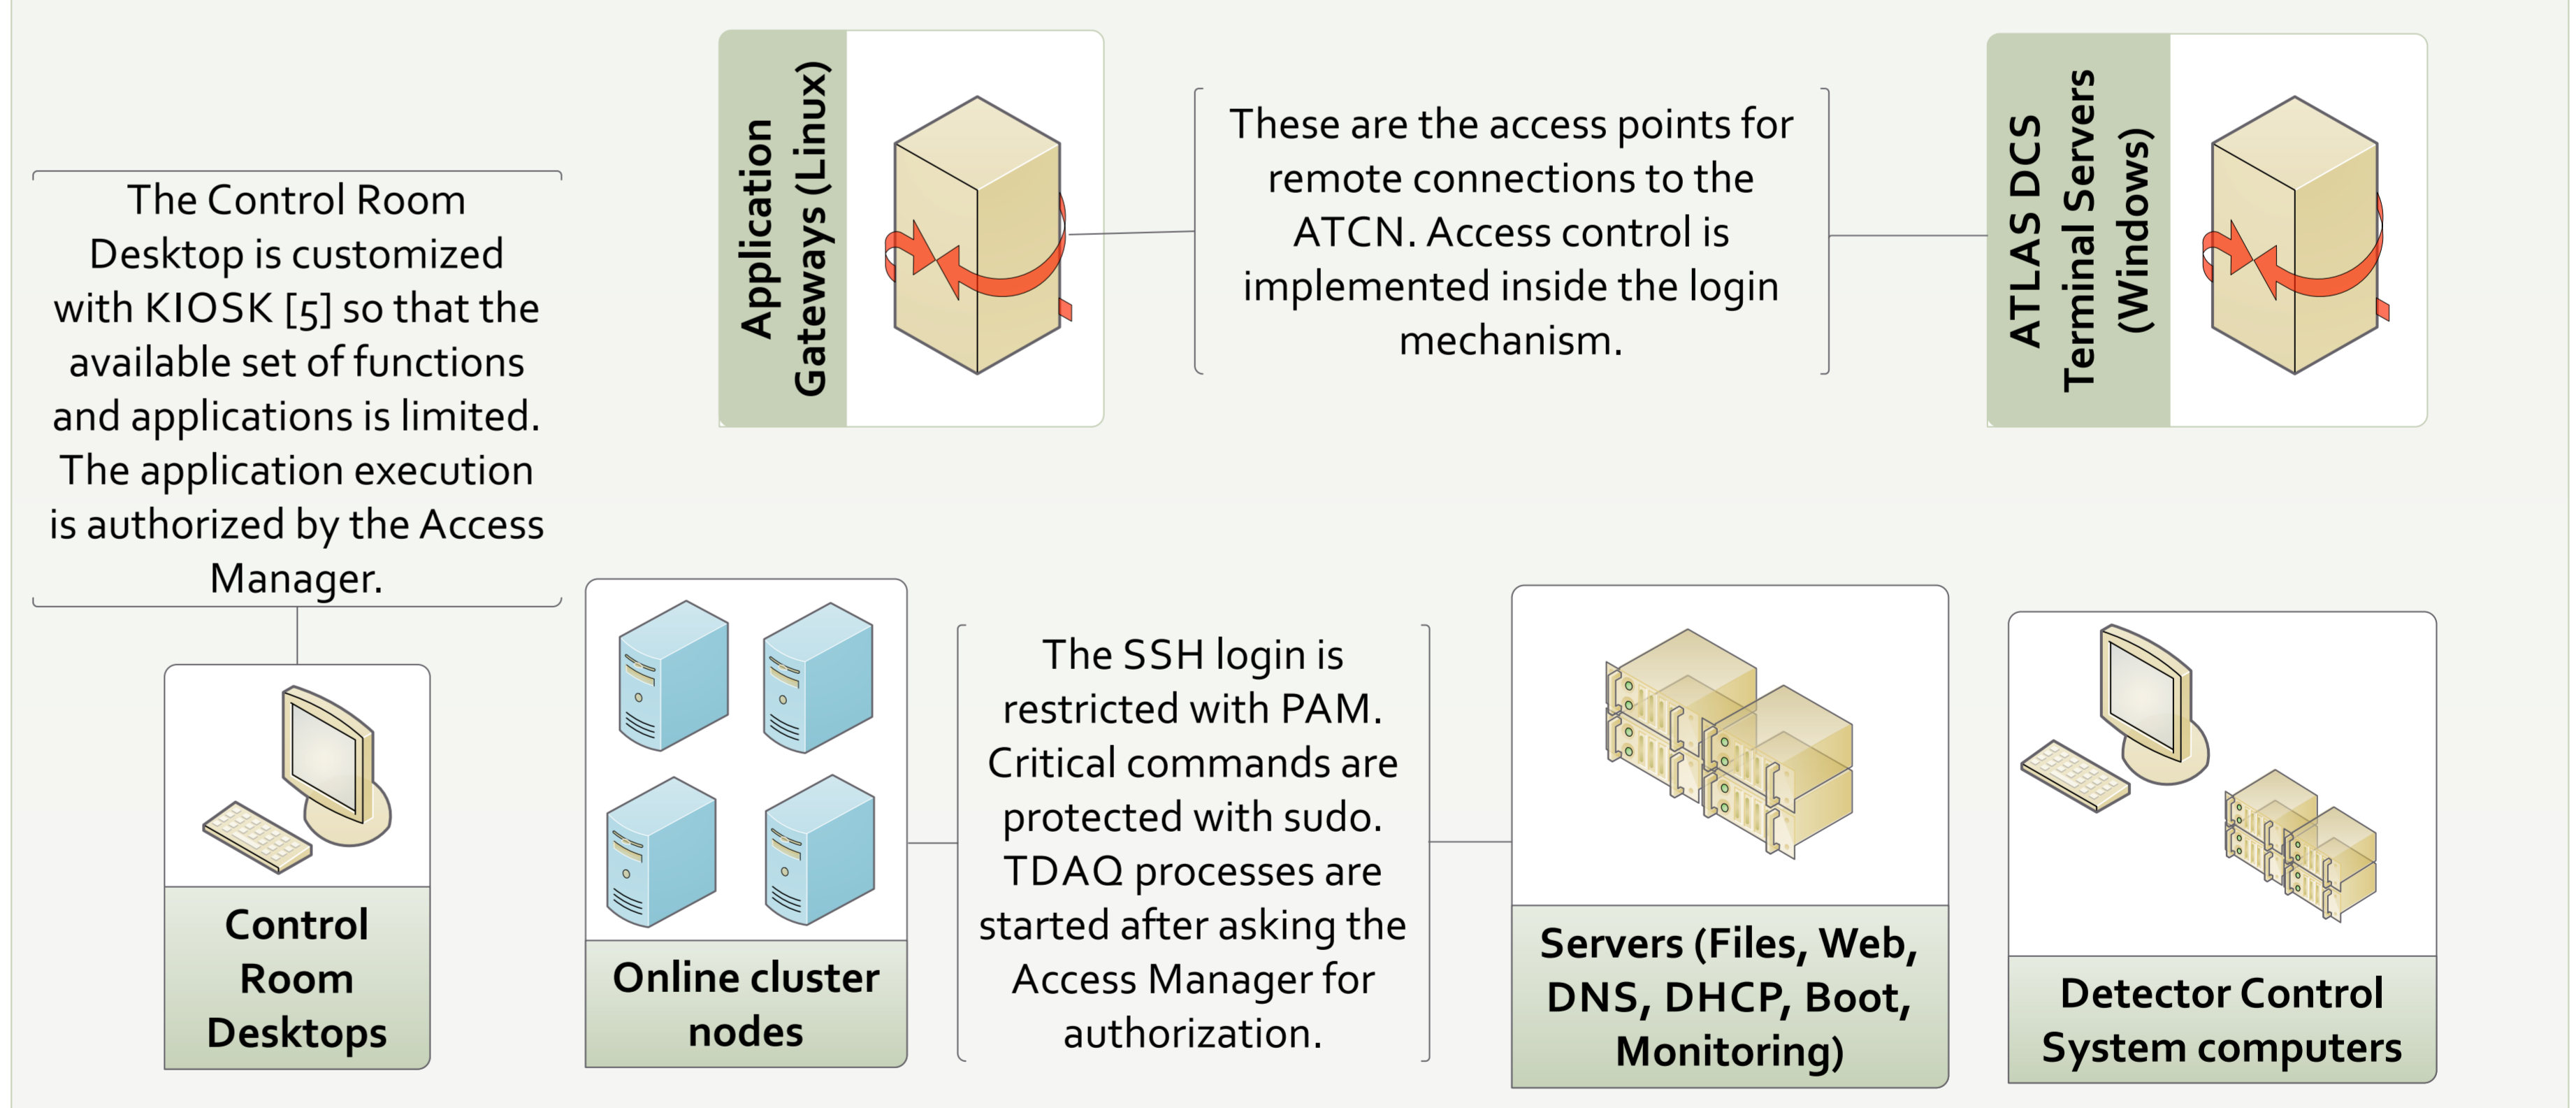 Application
Gateways (Linux)
These are the access points for
remote connections to the
ATCN. Access control is
implemented inside the login
mechanism.
ATLAS DCS
Terminal Servers
(Windows)
The Control Room
Desktop is customized
with KIOSK [5] so that the
available set of functions
and applications is limited.
The application execution
is authorized by the Access
Manager.
Control
Room
Desktops
Online cluster
nodes
The SSH login is
restricted with PAM.
Critical commands are
protected with sudo.
TDAQ processes are
started after asking the
Access Manager for
authorization.
Servers (Files, Web,
DNS, DHCP, Boot,
Monitoring)
Detector Control
System computers